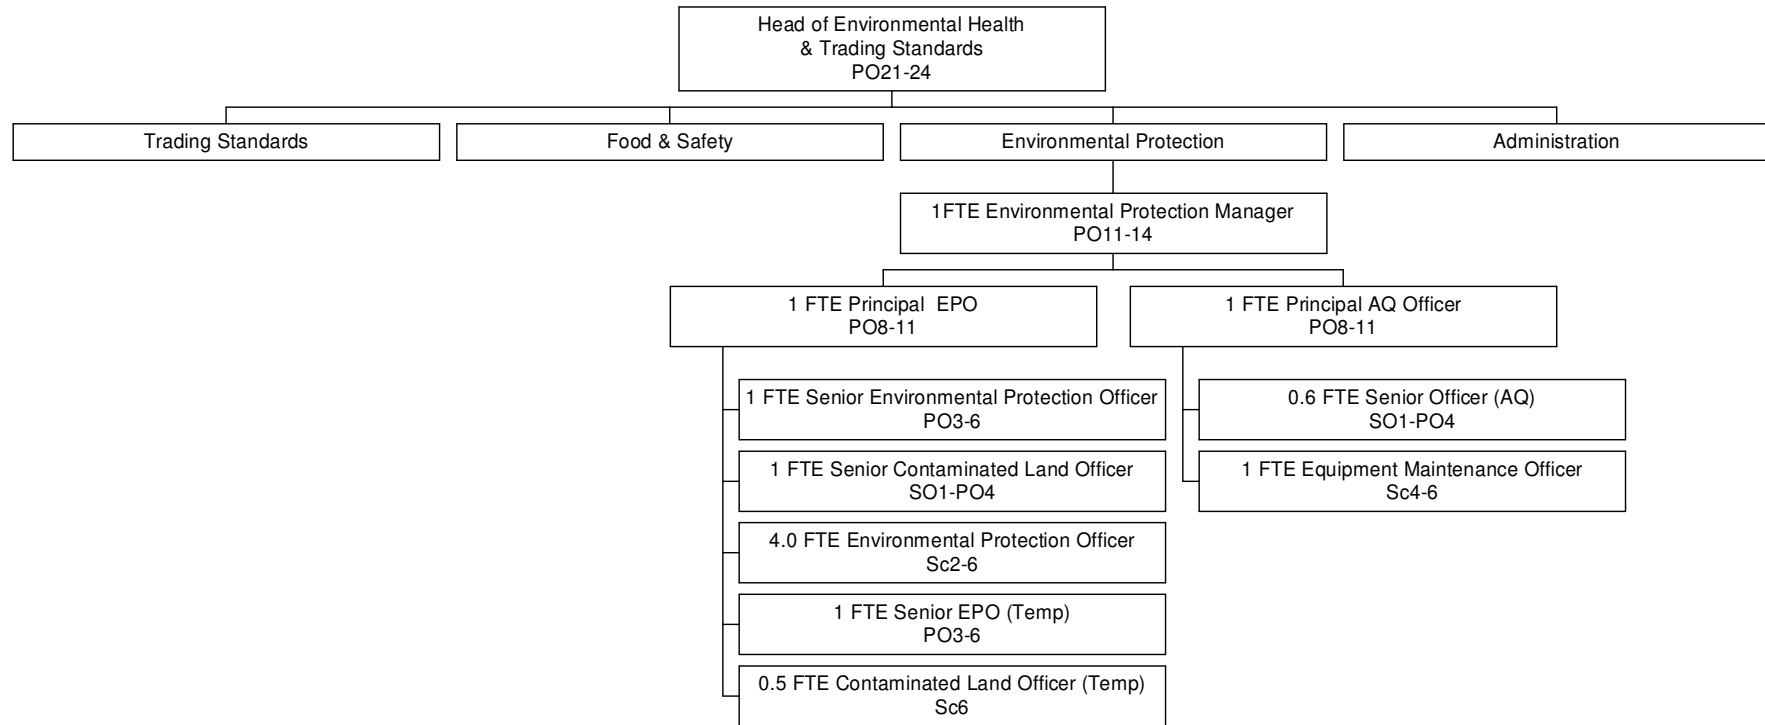 Head of Environmental Health
& Trading Standards
PO21-24
Trading Standards
Food & Safety
Environmental Protection
Administration
1FTE Environmental Protection Manager
PO11-14
1 FTE Principal  EPO
PO8-11
1 FTE Principal AQ Officer
PO8-11
1 FTE Senior Environmental Protection Officer
PO3-6
1 FTE Senior Contaminated Land Officer
SO1-PO4
4.0 FTE Environmental Protection Officer
Sc2-6
1 FTE Senior EPO (Temp)
PO3-6
0.5 FTE Contaminated Land Officer (Temp)
Sc6
0.6 FTE Senior Officer (AQ)
SO1-PO4
1 FTE Equipment Maintenance Officer
Sc4-6